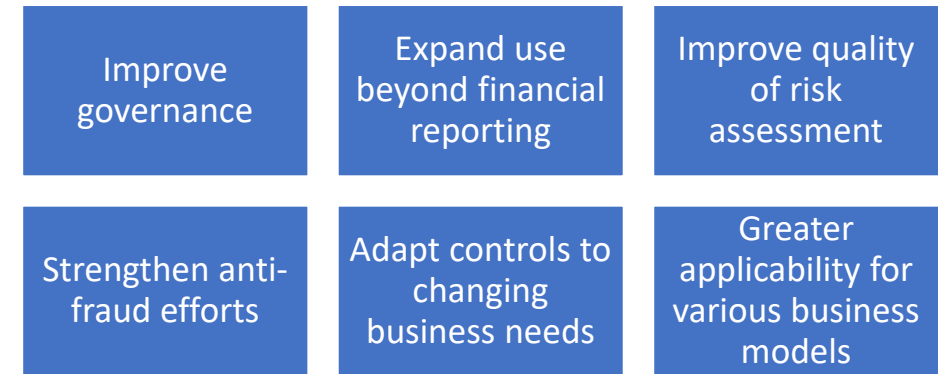 Improve
governance
Expand use
beyond financial
reporting
Improve quality
of risk
assessment
Strengthen anti-
fraud efforts
Adapt controls to
changing
business needs
Greater
applicability for
various business
models